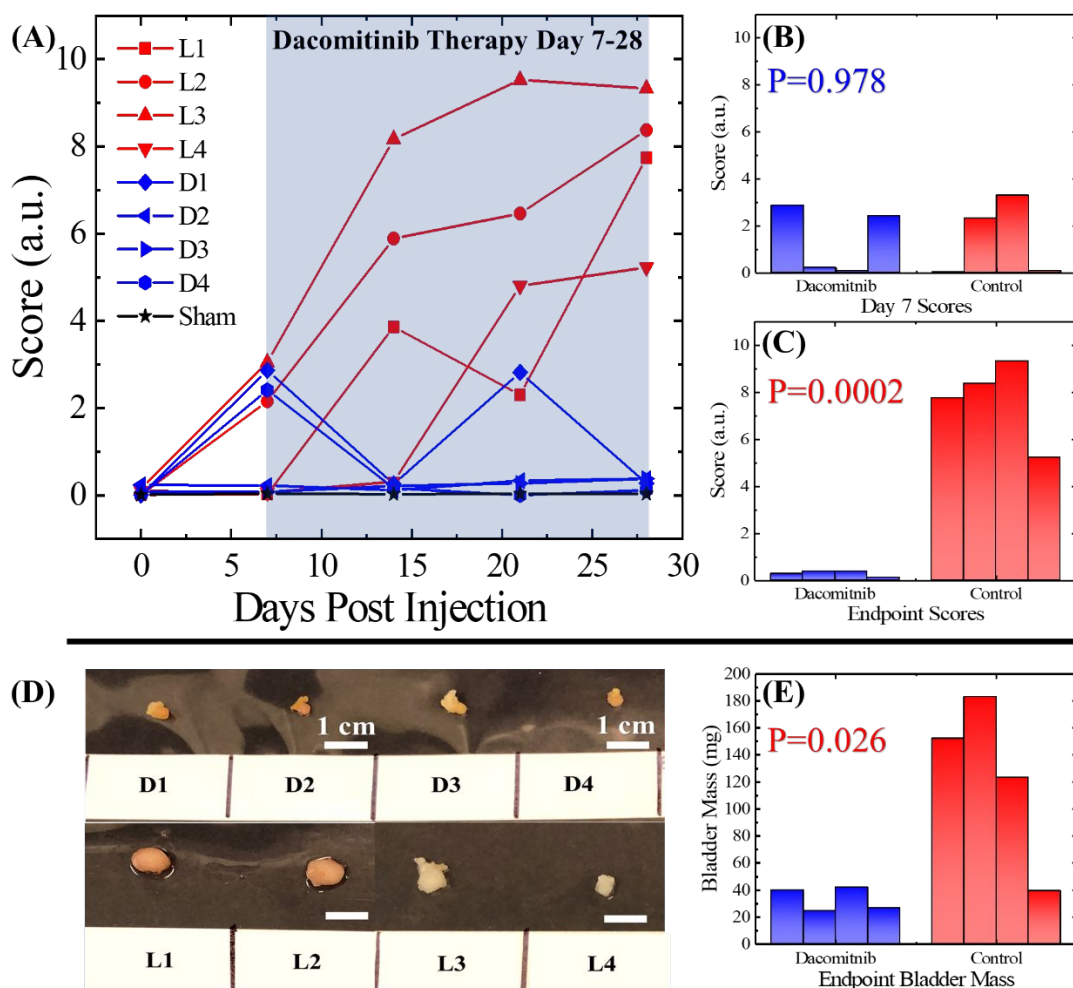 (A)
Dacomitinib Therapy Day 7-28
L1
L2
L3
L4
D1
D2
D3
D4
Sham
Score (a.u.)
10
8
6
4
2
0
0 5 10 15 20 25 30
Days Post Injection
(B)
P=0.978
Score (a.u.)
10
8
6
4
2
0
Dacomitnib Control
Day 7 Scores
(C)
P=0.0002
Score (a.u.)
10
8
6
4
2
0
Dacomitnib Control
Endpoint Scores
(D)
1 cm 1 cm
D1 D2 D3 D4
L1 L2 L3 L4
(E)
P=0.026
Bladder Mass (mg)
200
180
160
140
120
100
80
60
40
20
0
Dacomitnib Control
Endpoint Bladder Mass